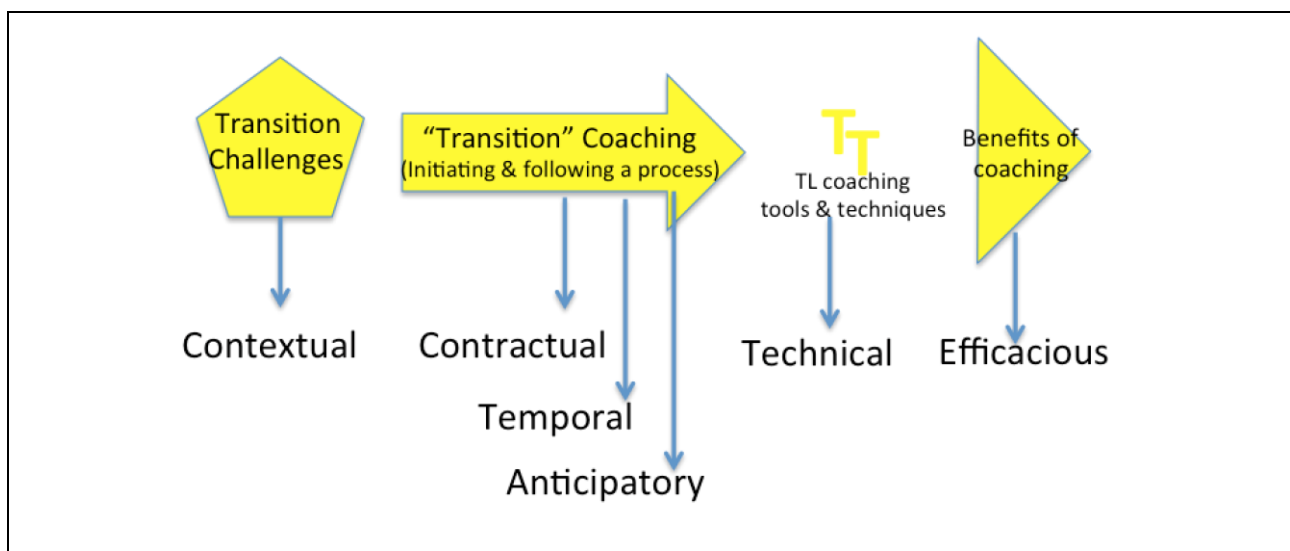 Transition
Challenges
“Transition” Coaching
(Initiating & following a process)
TT
TL coaching
tools & techniques
Benefits of
coaching
Contextual
Contractual
Temporal
Anticipatory
Technical
Efficacious